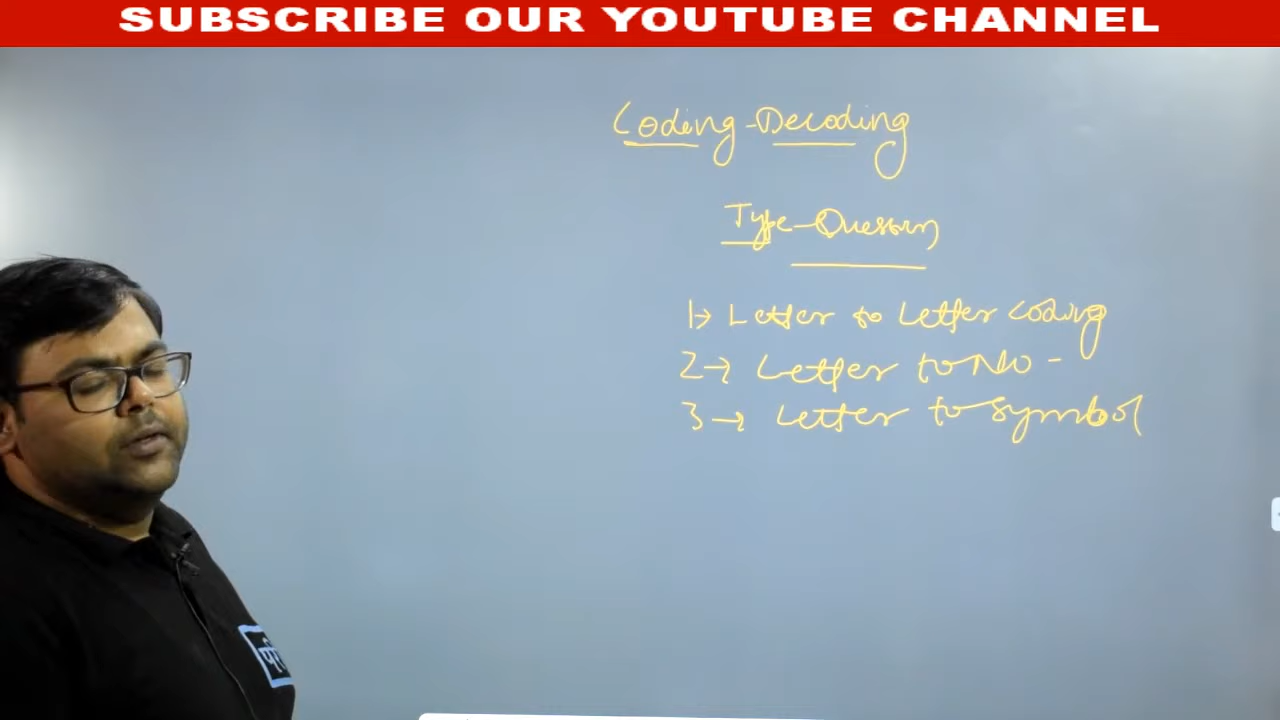 SUBSCRIBE OUR YOUTUBE CHANNEL
Coding-Decoding
Type-Question
1→ Letter to Letter Coding
2→ Letter to No -
3→ Letter to Symbol